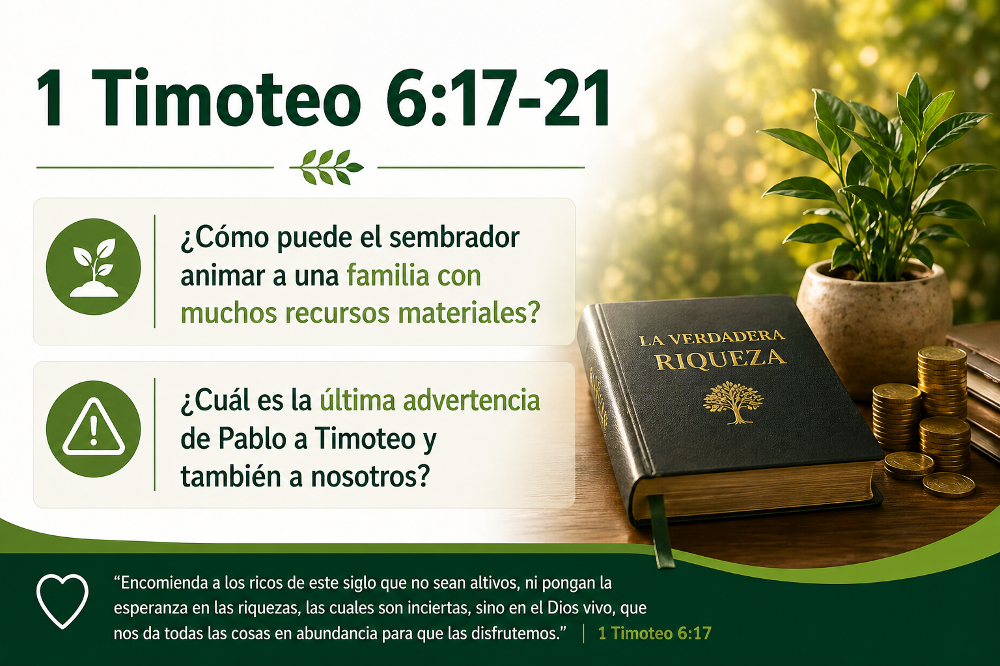 1 Timoteo 6:17-21
¿Cómo puede el sembrador
animar a una familia con
muchos recursos materiales?
¿Cuál es la última advertencia
de Pablo a Timoteo y
también a nosotros?
LA VERDADERA
RIQUEZA
“Encomienda a los ricos de este siglo que no sean altivos, ni pongan la
esperanza en las riquezas, las cuales son inciertas, sino en el Dios vivo, que
nos da todas las cosas en abundancia para que las disfrutemos.” | 1 Timoteo 6:17